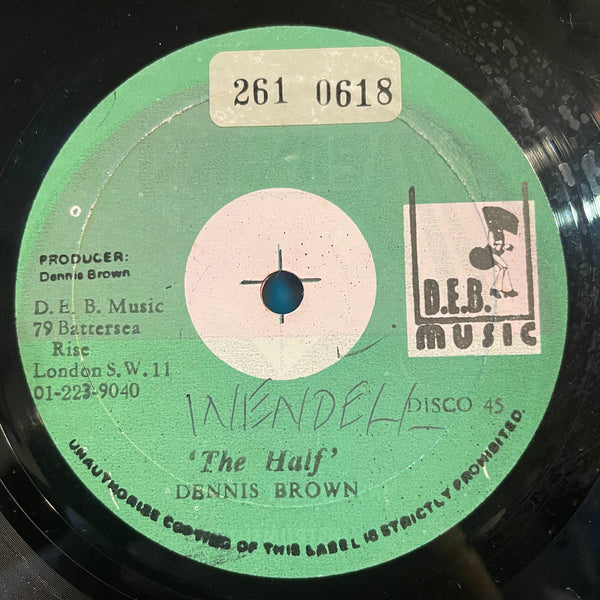 261 0618
PRODUCER:
Dennis Brown
D. E. B. Music
79 Battersea
Rise
London S.W.11
01-223-9040
D.E.B.
MUSIC
WENDELL
DISCO 45
'The Half'
DENNIS BROWN
UNAUTHORISE COPYING OF THIS LABEL IS STRICTLY PROHIBITED.